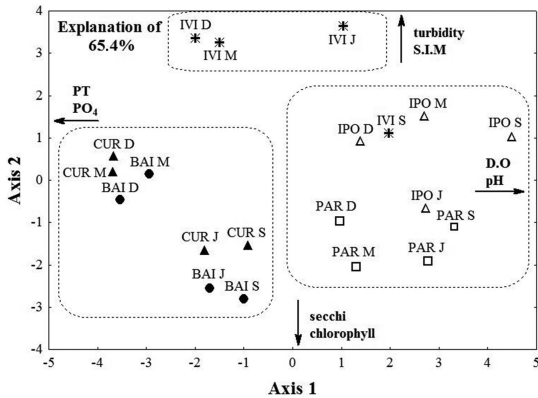 4
3
2
1
0
-1
-2
-3
-4
-5
-4
-3
-2
-1
0
1
2
3
4
5
Axis 2
Axis 1
Explanation of
65.4%
IVI D
IVI M
IVI J
turbidity
S.I.M
PT
PO4
CUR D
CUR M
BAI M
BAI D
CUR J
CUR S
BAI J
BAI S
IPO M
IPO D
IVI S
IPO S
D.O
pH
IPO J
PAR D
PAR S
PAR M
PAR J
secchi
chlorophyll